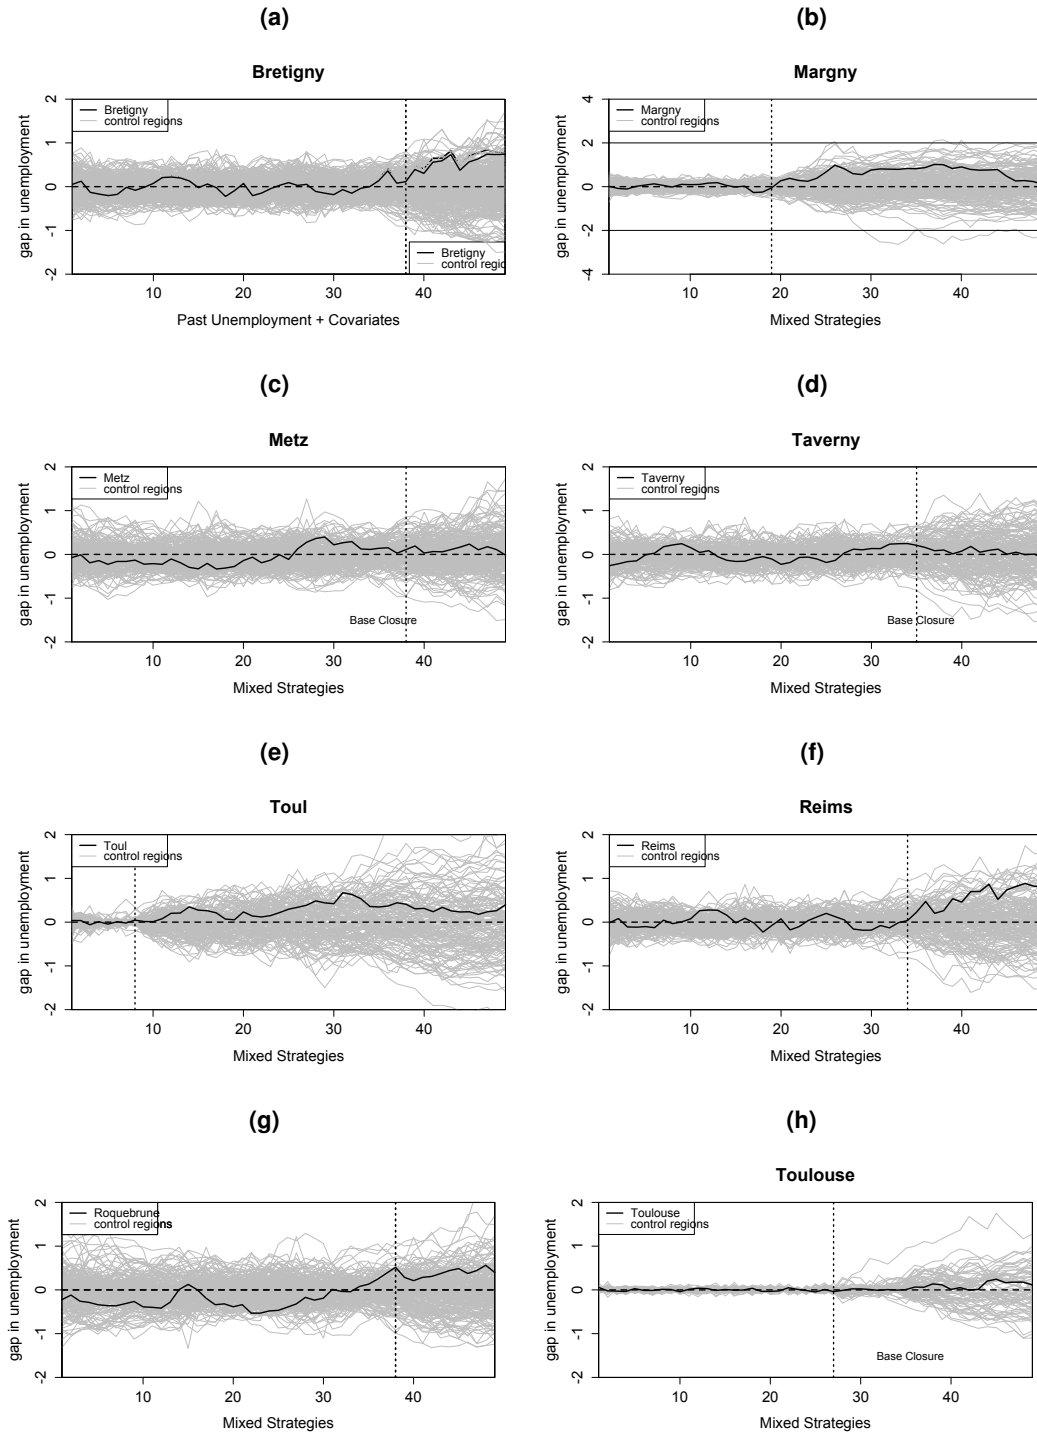 (a)
Bretigny
Bretigny
control regions
gap in unemployment
2
1
0
-1
-2
Bretigny
control regio
10 20 30 40
Past Unemployment + Covariates
(b)
Margny
Margny
control regions
gap in unemployment
4
2
0
-2
-4
10 20 30 40
Mixed Strategies
(c)
Metz
Metz
control regions
gap in unemployment
2
1
0
-1
-2
Base Closure
10 20 30 40
Mixed Strategies
(d)
Taverny
Taverny
control regions
gap in unemployment
2
1
0
-1
-2
Base Closure
10 20 30 40
Mixed Strategies
(e)
Toul
Toul
control regions
gap in unemployment
2
1
0
-1
-2
10 20 30 40
Mixed Strategies
(f)
Reims
Reims
control regions
gap in unemployment
2
1
0
-1
-2
10 20 30 40
Mixed Strategies
(g)
Roquebrune
control regions
gap in unemployment
2
1
0
-1
-2
10 20 30 40
Mixed Strategies
(h)
Toulouse
Toulouse
control regions
gap in unemployment
2
1
0
-1
-2
Base Closure
10 20 30 40
Mixed Strategies